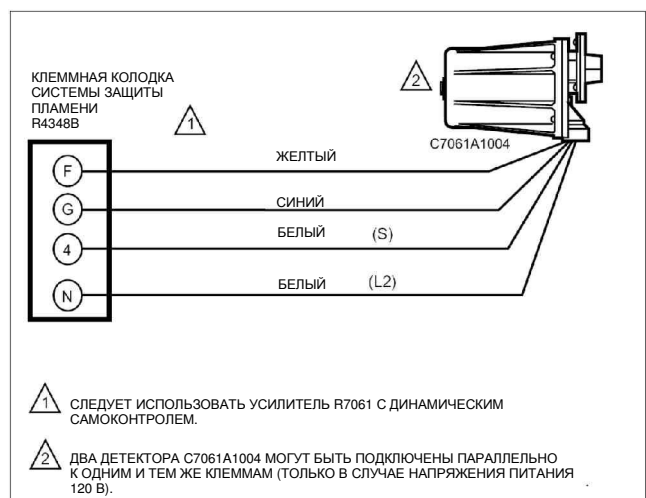 КЛЕММНАЯ КОЛОДКА
СИСТЕМЫ ЗАЩИТЫ
ПЛАМЕНИ
R4348B
1
2
C7061A1004
F
ЖЕЛТЫЙ
G
СИНИЙ
4
БЕЛЫЙ (S)
N
БЕЛЫЙ (L2)
1 СЛЕДУЕТ ИСПОЛЬЗОВАТЬ УСИЛИТЕЛЬ R7061 С ДИНАМИЧЕСКИМ
САМОКОНТРОЛЕМ.
2 ДВА ДЕТЕКТОРА C7061A1004 МОГУТ БЫТЬ ПОДКЛЮЧЕНЫ ПАРАЛЛЕЛЬНО
К ОДНИМ И ТЕМ ЖЕ КЛЕММАМ (ТОЛЬКО В СЛУЧАЕ НАПРЯЖЕНИЯ ПИТАНИЯ
120 В).